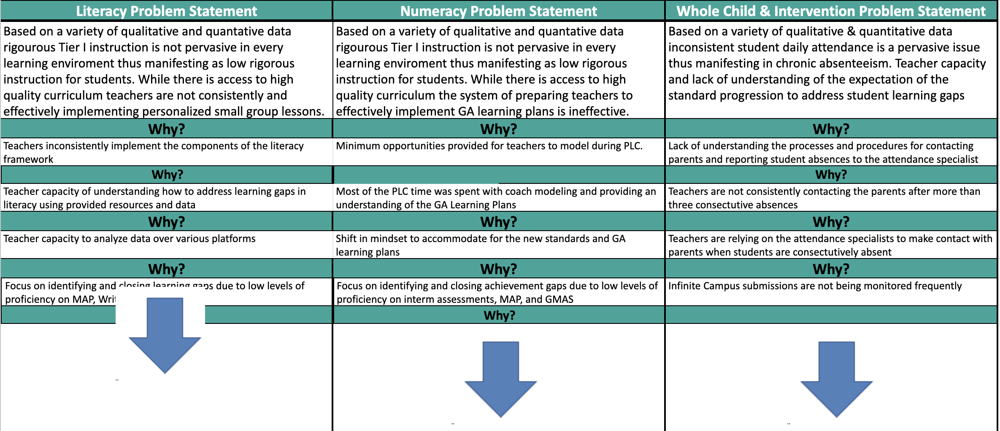 Literacy Problem Statement
Based on a variety of qualitative and quantative data
rigourous Tier I instruction is not pervasive in every
learning enviroment thus manifesting as low rigorous
instruction for students. While there is access to high
quality curriculum teachers are not consistently and
effectively implementing personalized small group lessons.
Why?
Teachers inconsistently implement the components of the literacy
framework
Why?
Teacher capacity of understanding how to address learning gaps in
literacy using provided resources and data
Why?
Teacher capacity to analyze data over various platforms
Why?
Focus on identifying and closing learning gaps due to low levels of
proficiency on MAP,
Numeracy Problem Statement
Based on a variety of qualitative and quantative data
rigourous Tier I instruction is not pervasive in every
learning enviroment thus manifesting as low rigorous
instruction for students. While there is access to high
quality curriculum the system of preparing teachers to
effectively implement GA learning plans is ineffective.
Why?
Minimum opportunities provided for teachers to model during PLC.
Most of the PLC time was spent with coach modeling and providing an
understanding of the GA Learning Plans
Why?
Shift in mindset to accommodate for the new standards and GA
learning plans
Why?
Focus on identifying and closing achievement gaps due to low levels of
proficiency on interm assessments, MAP, and GMAS
Why?
Whole Child & Intervention Problem Statement
Based on a variety of qualitative & quantitative data
inconsistent student daily attendance is a pervasive issue
thus manifesting in chronic absenteeism. Teacher capacity
and lack of understanding of the expectation of the
standard progression to address student learning gaps
Why?
Lack of understanding the processes and procedures for contacting
parents and reporting student absences to the attendance specialist
Why?
Teachers are not consistently contacting the parents after more than
three consectutive absences
Why?
Teachers are relying on the attendance specialists to make contact with
parents when students are consectutively absent
Why?
Infinite Campus submissions are not being monitored frequently